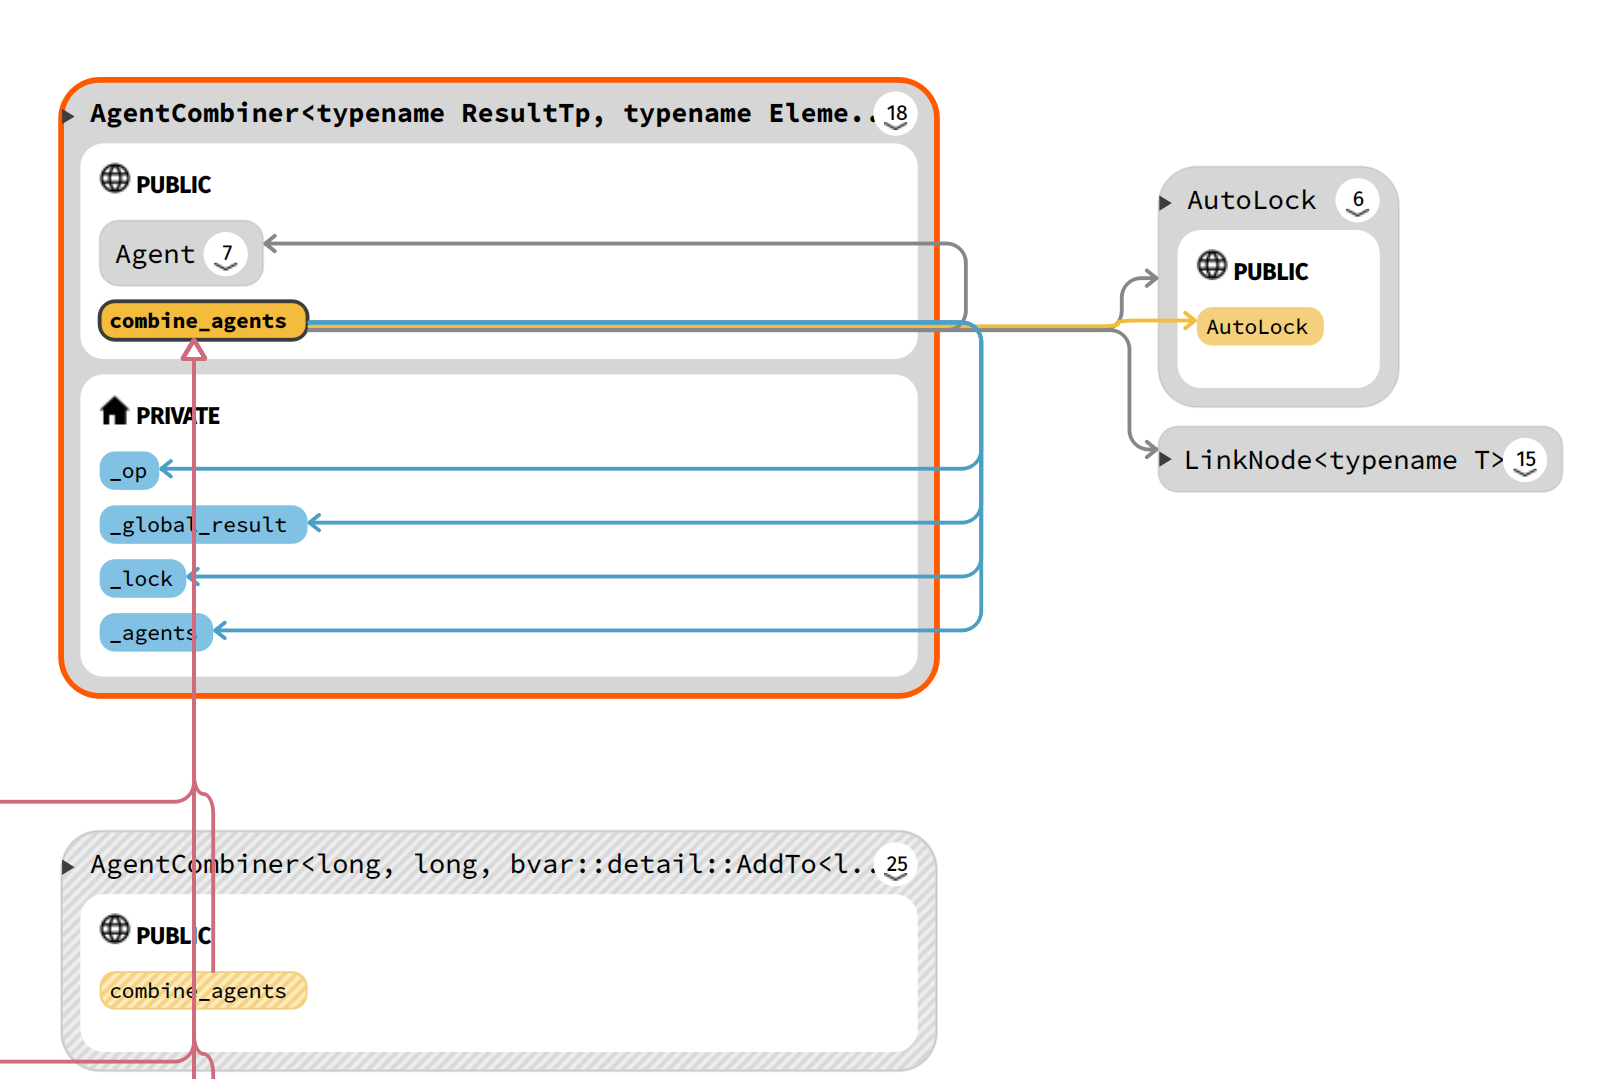 AgentCombiner<typename ResultTp, typename Eleme..
18
PUBLIC
Agent 7
combine_agents
PRIVATE
_op
_global_result
_lock
_agents
AutoLock 6
PUBLIC
AutoLock
LinkNode<typename T> 15
AgentCombiner<long, long, bvar::detail::AddTo<l..
25
PUBLIC
combine_agents